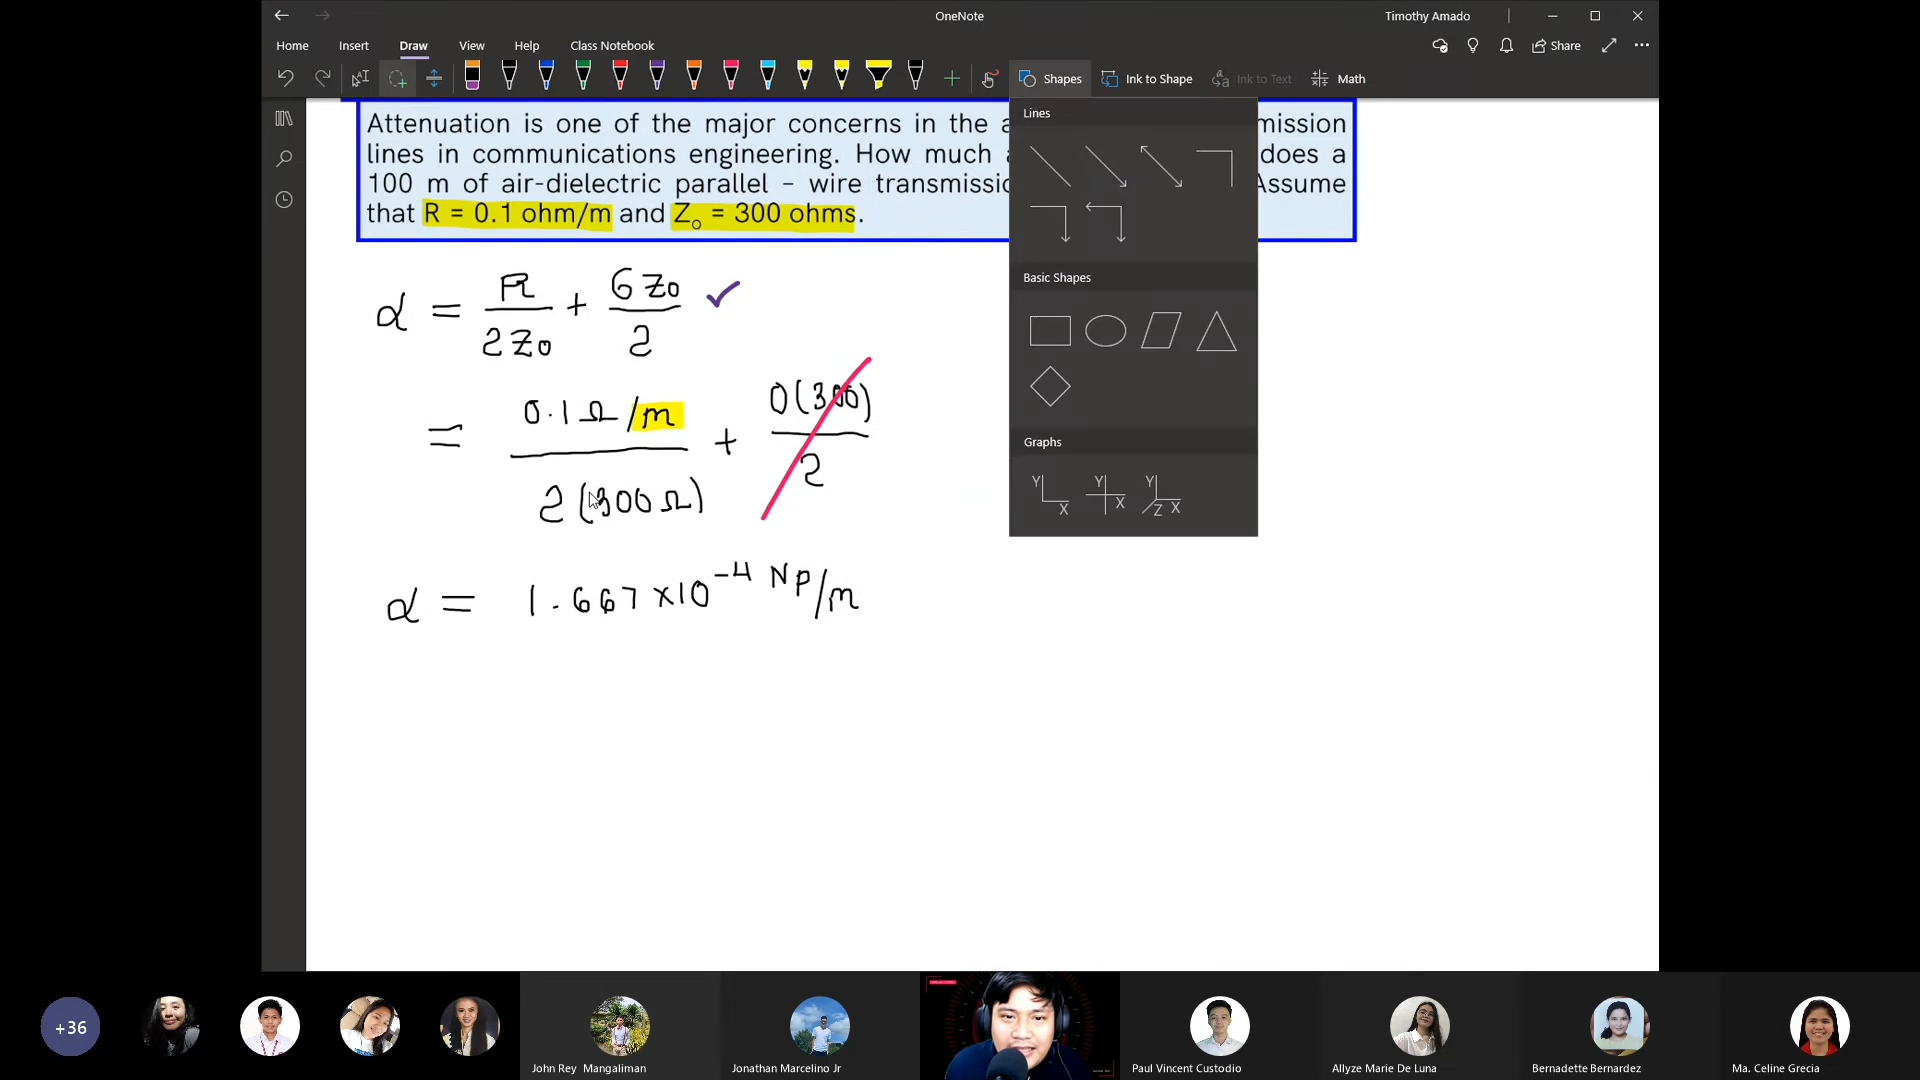 OneNote
Timothy Amado
Home Insert Draw View Help Class Notebook
Share
Shapes Ink to Shape Ink to Text Math
Lines
Basic Shapes
Graphs
Y X Y X Y Z X
Attenuation is one of the major concerns in the a mission
lines in communications engineering. How much does a
100 m of air-dielectric parallel – wire transmissio Assume
that R = 0.1 ohm/m and Zo = 300 ohms.
α = R/2Zo + GZo/2 ✓
= 0.1 Ω/m / 2(300 Ω) + 0(300)/2
α = 1.667 x 10^-4 Np/m
+36
John Rey Mangaliman
Jonathan Marcelino Jr
Paul Vincent Custodio
Allyze Marie De Luna
Bernadette Bernardez
Ma. Celine Grecia